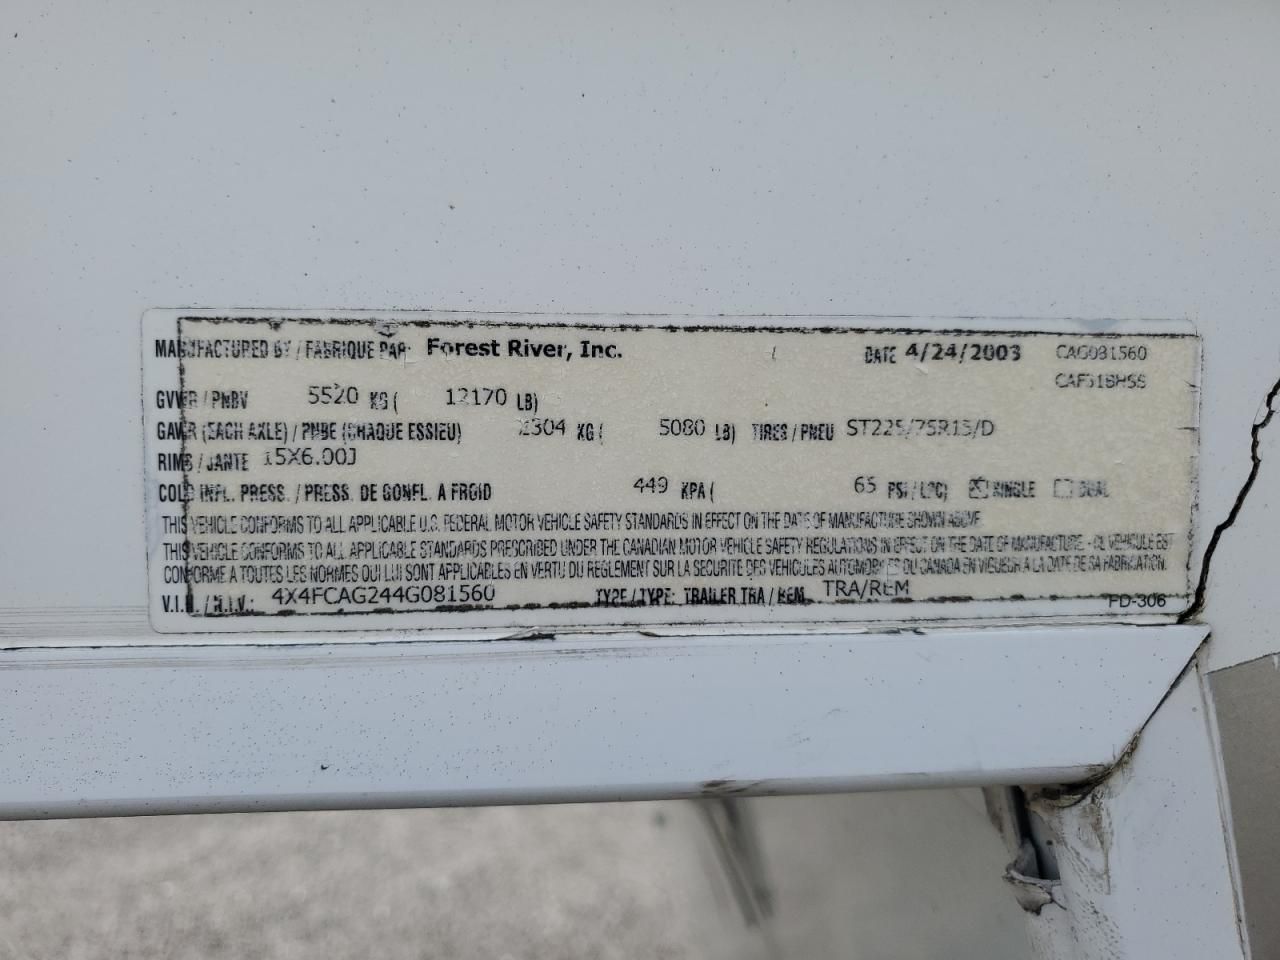 MANUFACTURED BY / FABRIQUE PAR: Forest River, Inc. DATE 4/24/2003 CAG081560
CAF31BHSS
GVWR / PNBV 5520 KG ( 12170 LB)
GAWR (EACH AXLE) / PNBE (CHAQUE ESSIEU) 2304 KG ( 5080 LB) TIRES / PNEU ST225/75R15/D
RIMS / JANTE 15X6.00J
COLD INFL. PRESS. / PRESS. DE GONFL. A FROID 449 KPA ( 65 PSI / LPC) SINGLE DUAL
THIS VEHICLE CONFORMS TO ALL APPLICABLE U.S. FEDERAL MOTOR VEHICLE SAFETY STANDARDS IN EFFECT ON THE DATE OF MANUFACTURE SHOWN ABOVE
THIS VEHICLE CONFORMS TO ALL APPLICABLE STANDARDS PRESCRIBED UNDER THE CANADIAN MOTOR VEHICLE SAFETY REGULATIONS IN EFFECT ON THE DATE OF MANUFACTURE - VEHICULE EST
CONFORME A TOUTES LES NORMES QUI LUI SONT APPLICABLES EN VERTU DU REGLEMENT SUR LA SECURITE DES VEHICULES AUTOMOBILES DU CANADA EN VIGUEUR A LA DATE DE SA FABRICATION.
V.I.N. / N.I.V.: 4X4FCAG244G081560 TYPE / TYPE: TRAILER TRA / REM TRA/REM FD-306